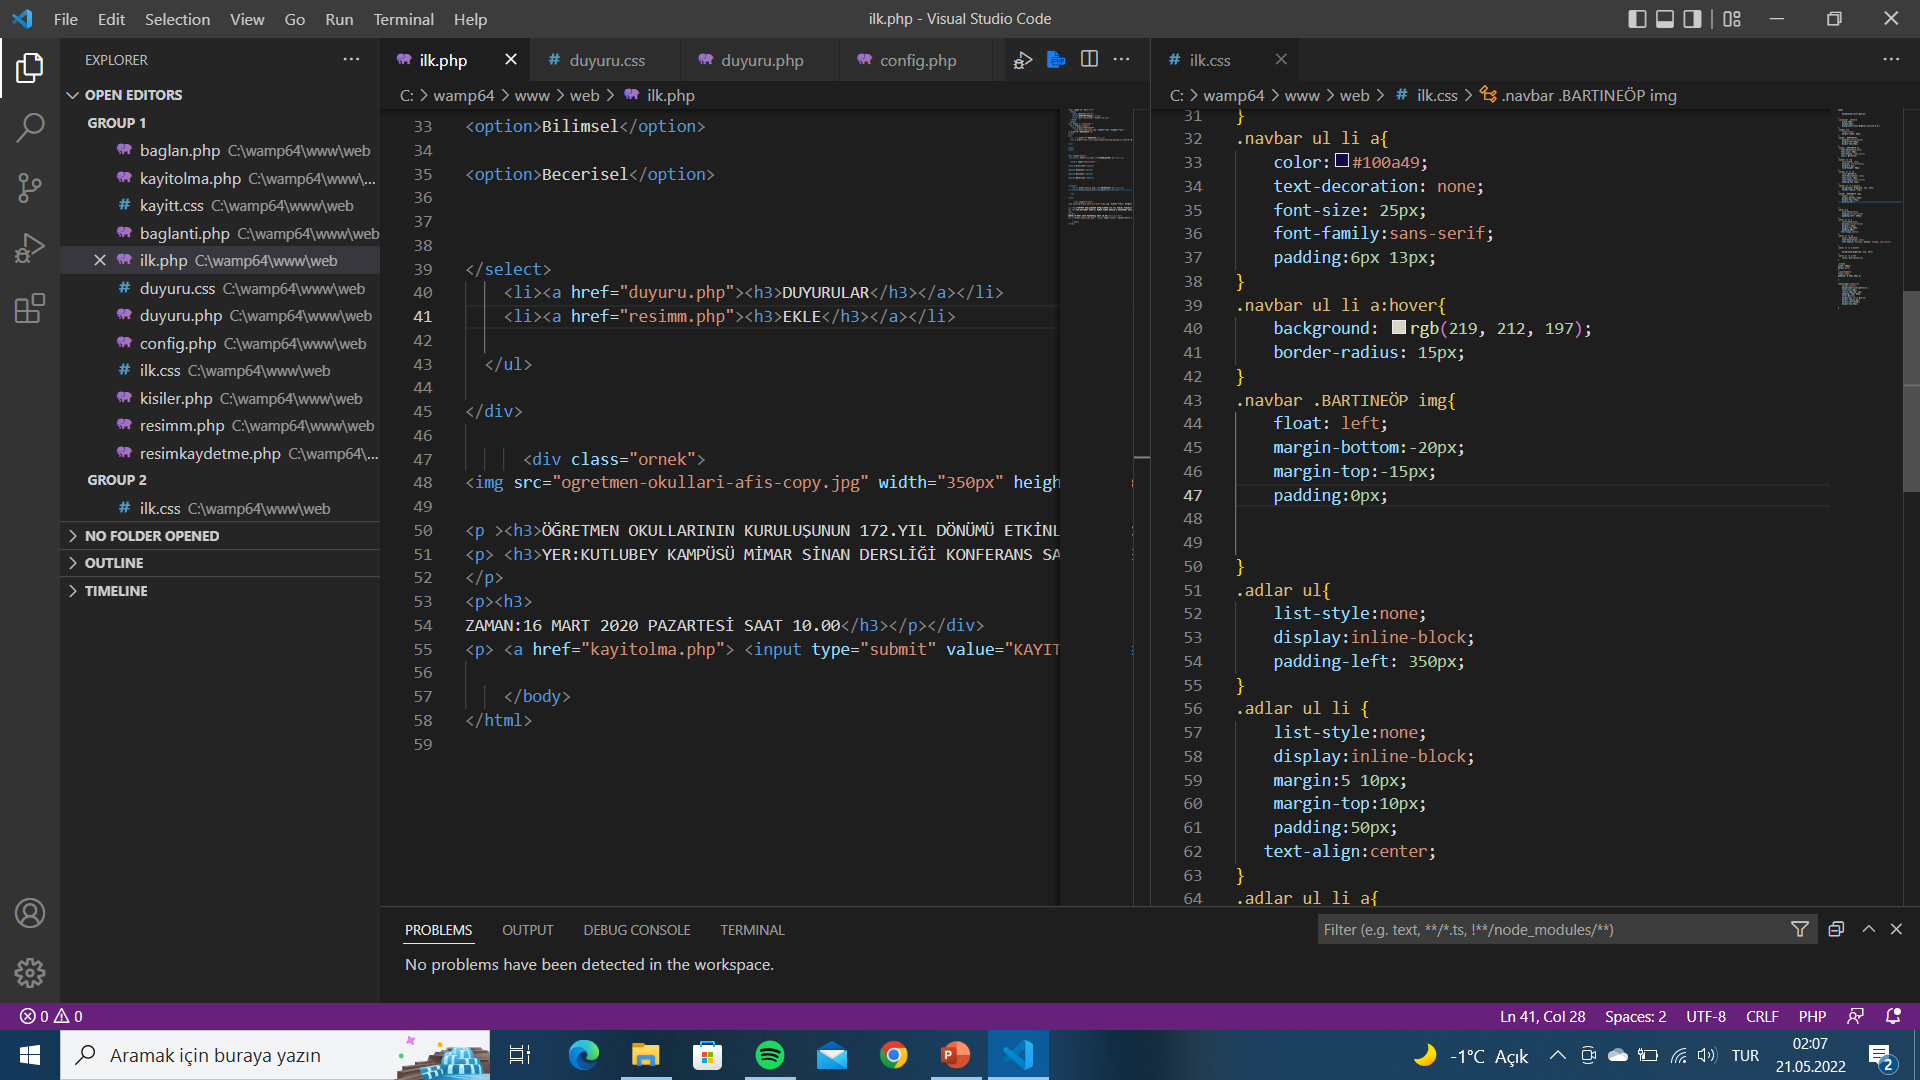 File Edit Selection View Go Run Terminal Help
ilk.php - Visual Studio Code
EXPLORER
OPEN EDITORS
GROUP 1
baglan.php C:\wamp64\www\web
kayitolma.php C:\wamp64\www\...
kayitt.css C:\wamp64\www\web
baglanti.php C:\wamp64\www\web
ilk.php C:\wamp64\www\web
duyuru.css C:\wamp64\www\web
duyuru.php C:\wamp64\www\web
config.php C:\wamp64\www\web
ilk.css C:\wamp64\www\web
kisiler.php C:\wamp64\www\web
resimm.php C:\wamp64\www\web
resimkaydetme.php C:\wamp64\...
GROUP 2
ilk.css C:\wamp64\www\web
NO FOLDER OPENED
OUTLINE
TIMELINE
ilk.php
duyuru.css
duyuru.php
config.php
C: > wamp64 > www > web > ilk.php
33 <option>Bilimsel</option>
34
35 <option>Becerisel</option>
36
37
38
39 </select>
40 <li><a href="duyuru.php"><h3>DUYURULAR</h3></a></li>
41 <li><a href="resimm.php"><h3>EKLE</h3></a></li>
42
43 </ul>
44
45 </div>
46
47 <div class="ornek">
48 <img src="ogretmen-okullari-afis-copy.jpg" width="350px" heigh
49
50 <p ><h3>ÖĞRETMEN OKULLARININ KURULUŞUNUN 172.YIL DÖNÜMÜ ETKİNL
51 <p> <h3>YER:KUTLUBEY KAMPÜSÜ MİMAR SİNAN DERSLİĞİ KONFERANS SA
52 </p>
53 <p><h3>
54 ZAMAN:16 MART 2020 PAZARTESİ SAAT 10.00</h3></p></div>
55 <p> <a href="kayitolma.php"> <input type="submit" value="KAYIT
56
57 </body>
58 </html>
59
ilk.css
C: > wamp64 > www > web > # ilk.css > .navbar .BARTINEÖP img
31 }
32 .navbar ul li a{
33 color:#100a49;
34 text-decoration: none;
35 font-size: 25px;
36 font-family:sans-serif;
37 padding:6px 13px;
38 }
39 .navbar ul li a:hover{
40 background: rgb(219, 212, 197);
41 border-radius: 15px;
42 }
43 .navbar .BARTINEÖP img{
44 float: left;
45 margin-bottom:-20px;
46 margin-top:-15px;
47 padding:0px;
48
49
50 }
51 .adlar ul{
52 list-style:none;
53 display:inline-block;
54 padding-left: 350px;
55 }
56 .adlar ul li {
57 list-style:none;
58 display:inline-block;
59 margin:5 10px;
60 margin-top:10px;
61 padding:50px;
62 text-align:center;
63 }
64 .adlar ul li a{
PROBLEMS OUTPUT DEBUG CONSOLE TERMINAL
Filter (e.g. text, **/*.ts, !**/node_modules/**)
No problems have been detected in the workspace.
0 0
Ln 41, Col 28 Spaces: 2 UTF-8 CRLF PHP
Aramak için buraya yazın
-1°C Açık
TUR
02:07
21.05.2022
2